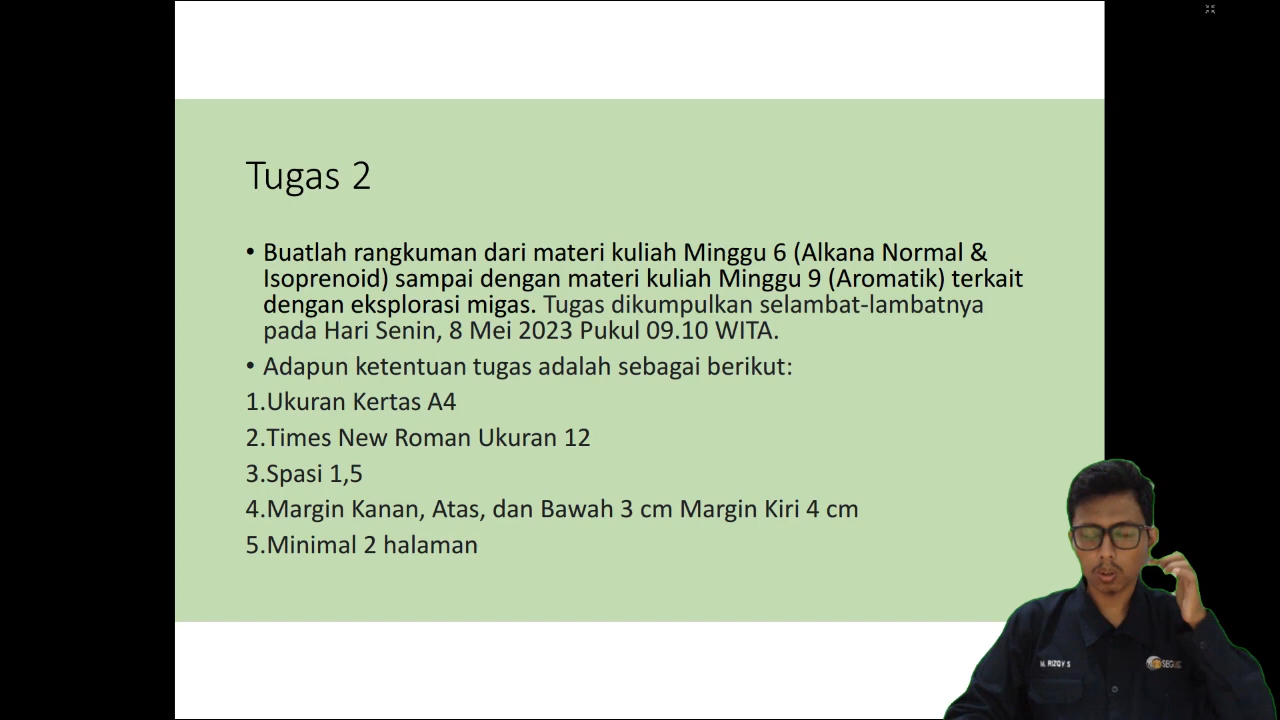 Tugas 2
• Buatlah rangkuman dari materi kuliah Minggu 6 (Alkana Normal &
Isoprenoid) sampai dengan materi kuliah Minggu 9 (Aromatik) terkait
dengan eksplorasi migas. Tugas dikumpulkan selambat-lambatnya
pada Hari Senin, 8 Mei 2023 Pukul 09.10 WITA.
• Adapun ketentuan tugas adalah sebagai berikut:
1.Ukuran Kertas A4
2.Times New Roman Ukuran 12
3.Spasi 1,5
4.Margin Kanan, Atas, dan Bawah 3 cm Margin Kiri 4 cm
5.Minimal 2 halaman
M. RIZQY S